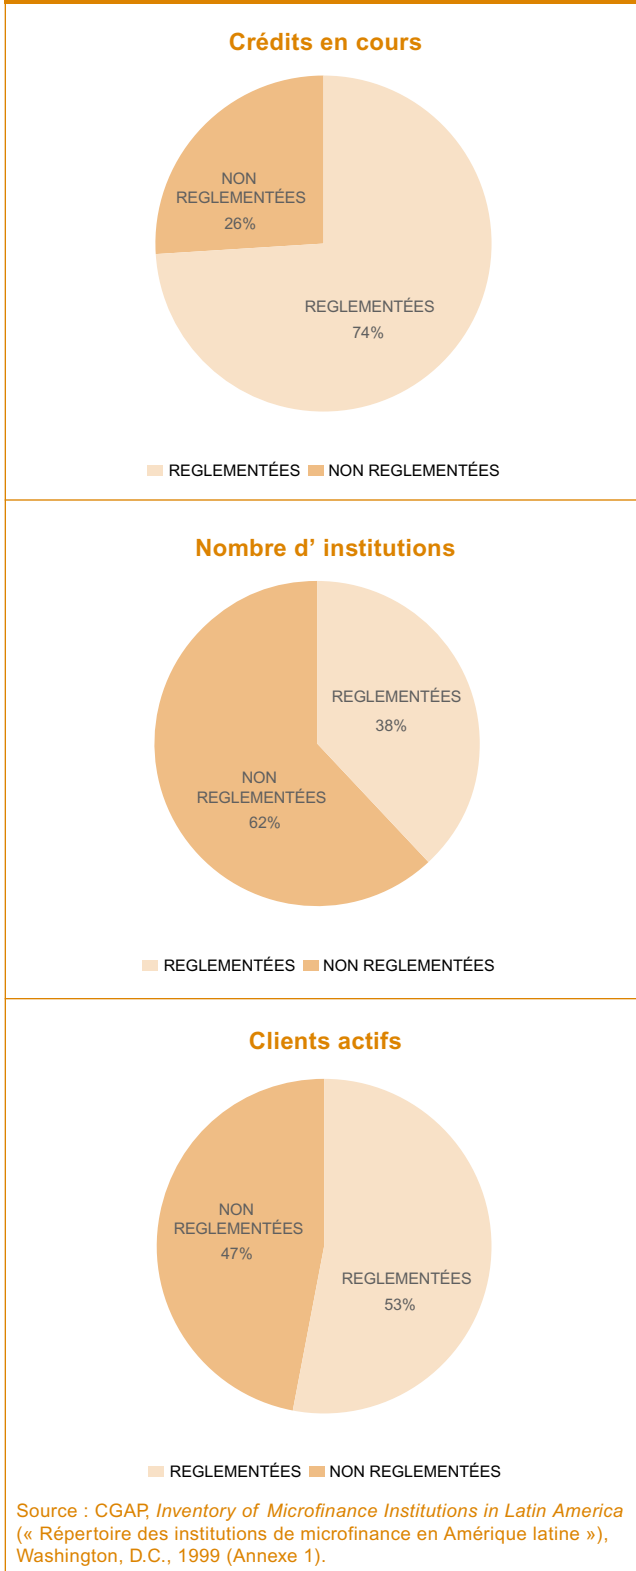 Crédits en cours
NON
REGLEMENTÉES
26%
REGLEMENTÉES
74%
REGLEMENTÉES NON REGLEMENTÉES
Nombre d’ institutions
REGLEMENTÉES
38%
NON
REGLEMENTÉES
62%
REGLEMENTÉES NON REGLEMENTÉES
Clients actifs
NON
REGLEMENTÉES
47%
REGLEMENTÉES
53%
REGLEMENTÉES NON REGLEMENTÉES
Source : CGAP, Inventory of Microfinance Institutions in Latin America
(« Répertoire des institutions de microfinance en Amérique latine »),
Washington, D.C., 1999 (Annexe 1).